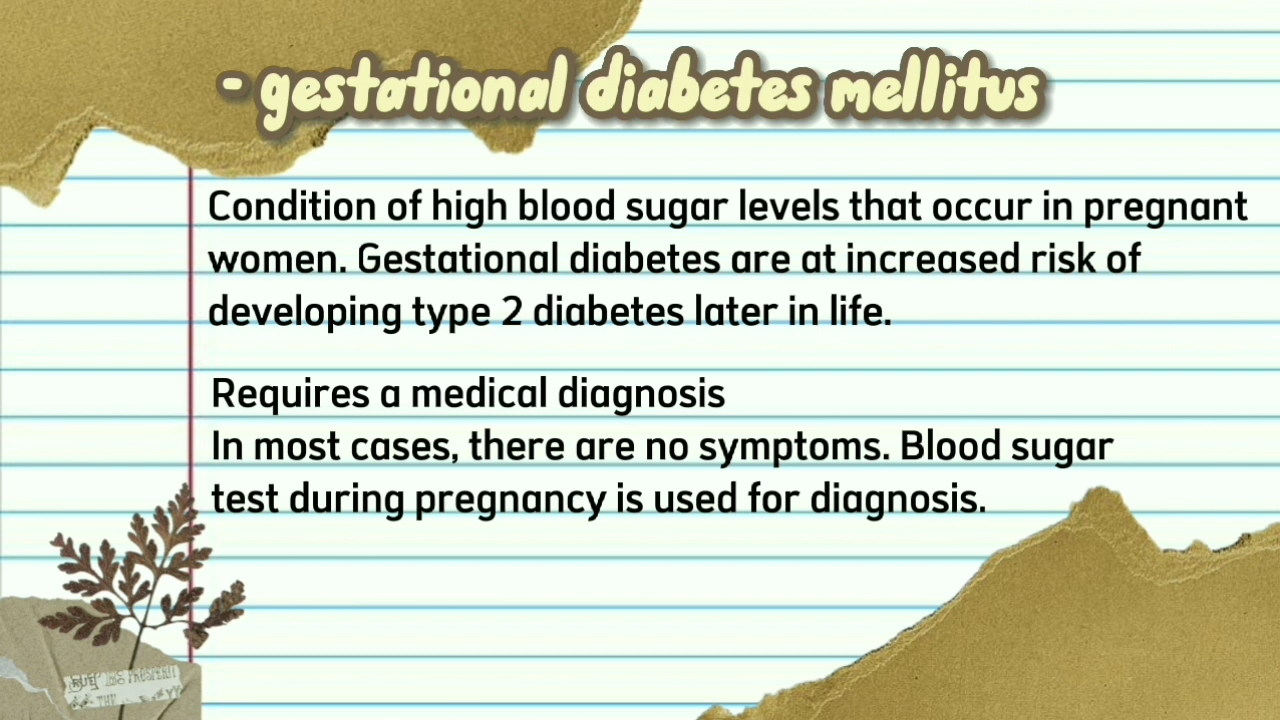 - gestational diabetes mellitus
Condition of high blood sugar levels that occur in pregnant
women. Gestational diabetes are at increased risk of
developing type 2 diabetes later in life.
Requires a medical diagnosis
In most cases, there are no symptoms. Blood sugar
test during pregnancy is used for diagnosis.